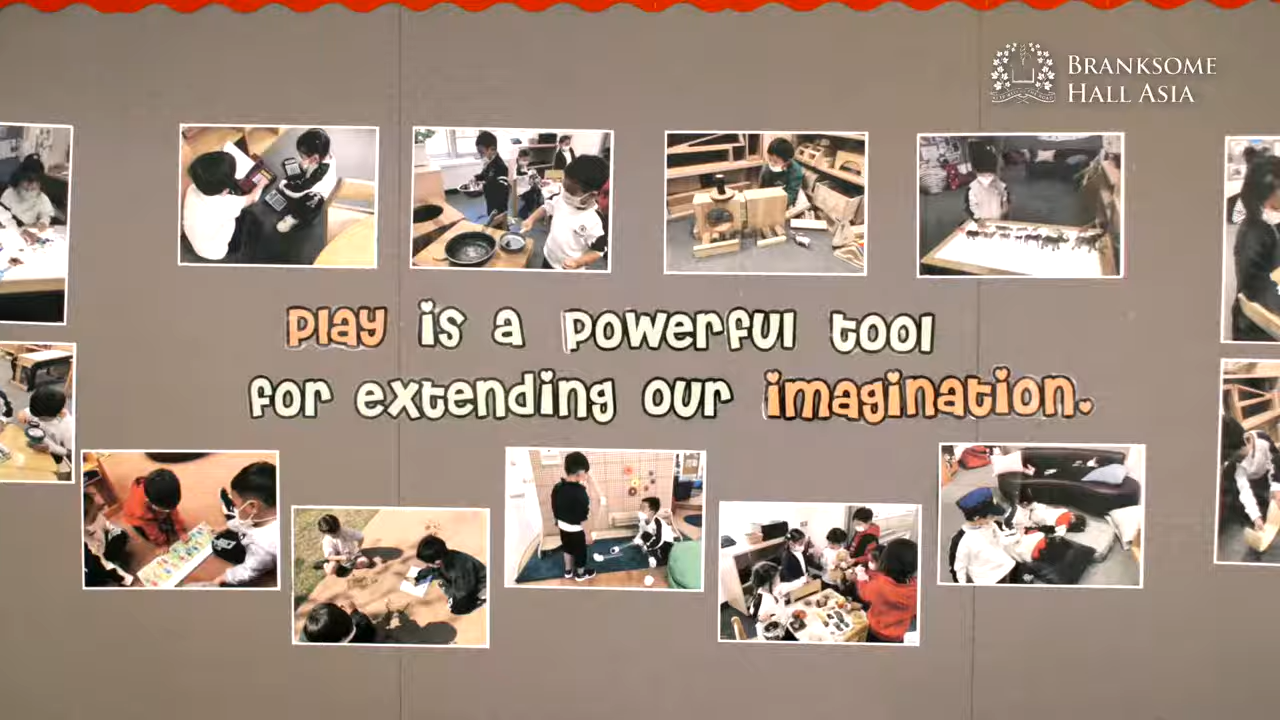 BRANKSOME
HALL ASIA
play is a powerful tool
for extending our imagination.